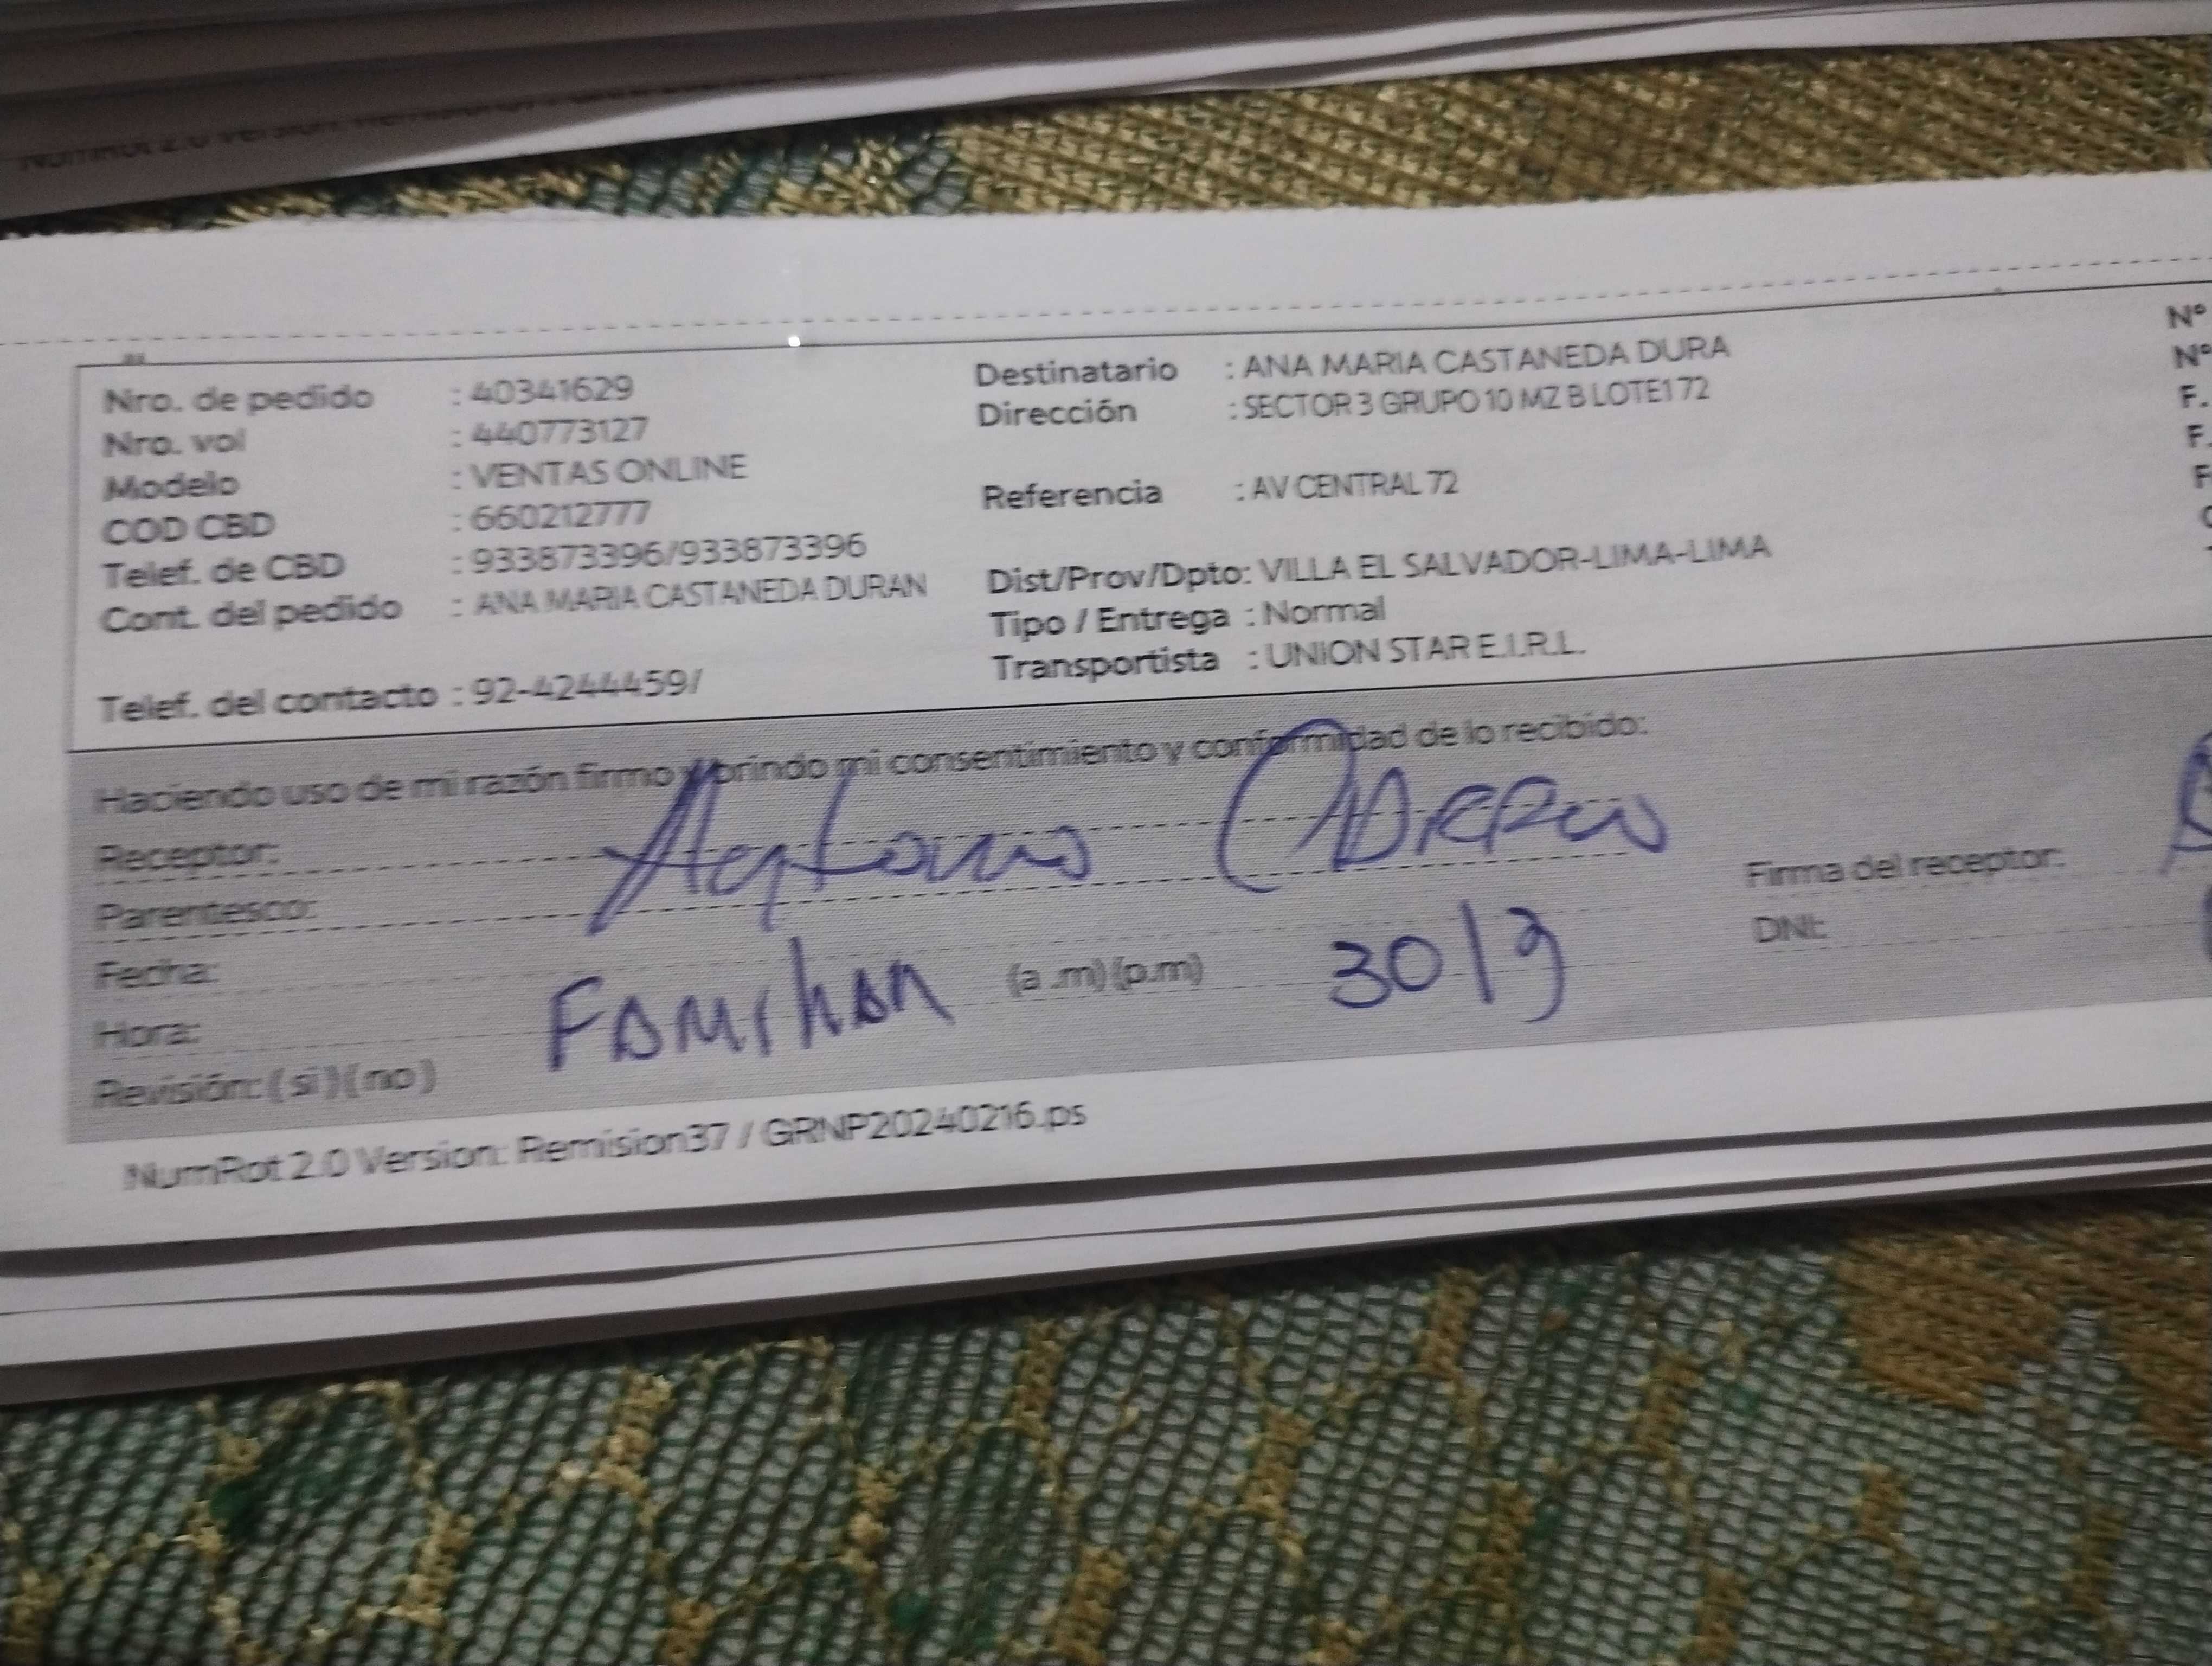 Nro. de pedido : 40341629
Nro. vol : 440773127
Modelo : VENTAS ONLINE
COD CBD : 660212777
Telef. de CBD : 933873396/933873396
Cont. del pedido : ANA MARIA CASTANEDA DURAN
Telef. del contacto : 92-4244459/
Destinatario : ANA MARIA CASTANEDA DURA
Dirección : SECTOR 3 GRUPO 10 MZ B LOTE1 72
Referencia : AV CENTRAL 72
Dist/Prov/Dpto: VILLA EL SALVADOR-LIMA-LIMA
Tipo / Entrega : Normal
Transportista : UNION STAR E.I.R.L.
N°
N°
F.
F.
Haciendo uso de mi razón firmo y brindo mi consentimiento y conformidad de lo recibido:
Receptor:
Parentesco:
Fecha:
Familiar (a .m) (p.m) 30/9
Hora:
Revisión: ( si ) ( no )
Firma del receptor:
DNI:
NumRot 2.0 Version: Remision37 / GRNP20240216.ps